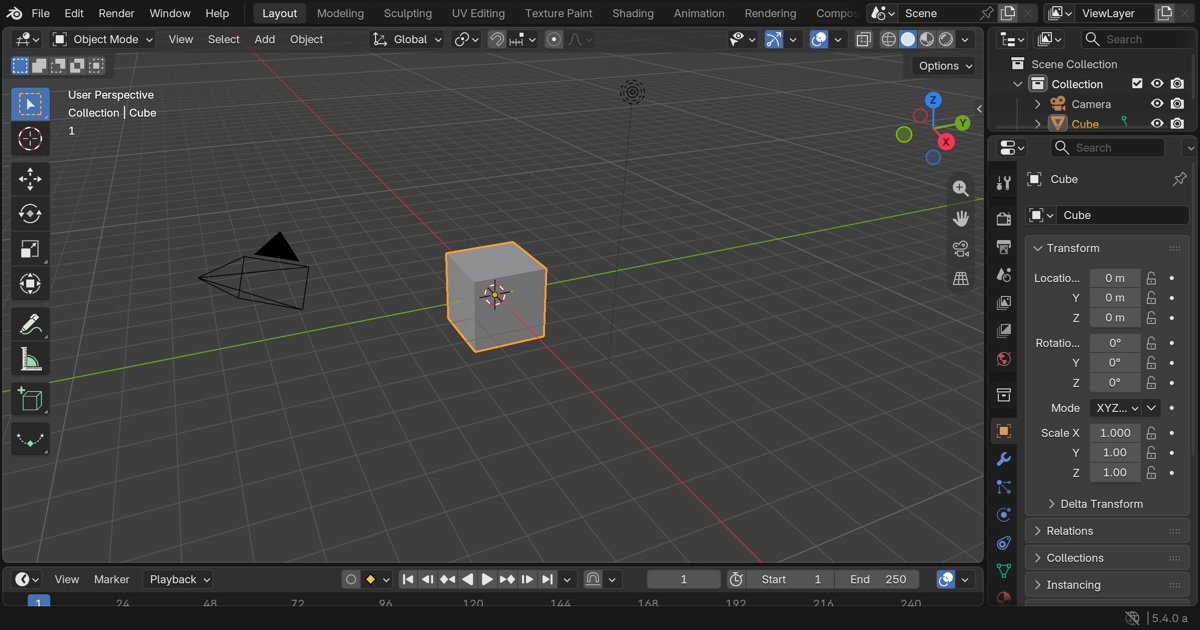 File Edit Render Window Help Layout Modeling Sculpting UV Editing Texture Paint Shading Animation Rendering Compo Scene ViewLayer
Object Mode View Select Add Object Global Search
Options
Scene Collection
Collection
Camera
Cube
User Perspective
Collection | Cube
1
Z
Y
X
Search
Cube
Cube
Transform
Locatio... 0 m
Y 0 m
Z 0 m
Rotatio... 0°
Y 0°
Z 0°
Mode XYZ...
Scale X 1.000
Y 1.00
Z 1.00
Delta Transform
Relations
Collections
Instancing
View Marker Playback 1 Start 1 End 250
1 24 48 72 96 120 144 168 192 216 240
5.4.0 a